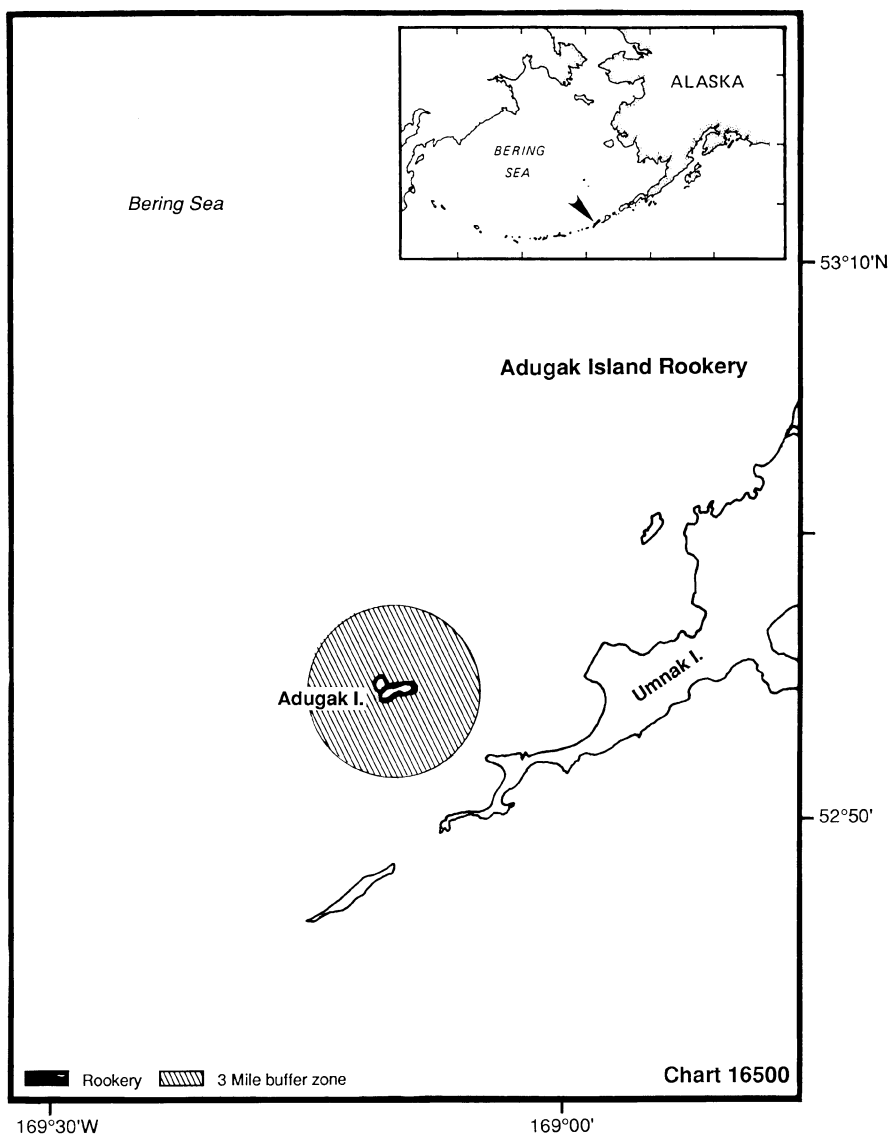 ALASKA
BERING
SEA
Bering Sea
53°10'N
Adugak Island Rookery
Umnak I.
Adugak I.
52°50'
Rookery
3 Mile buffer zone
Chart 16500
169°30'W
169°00'